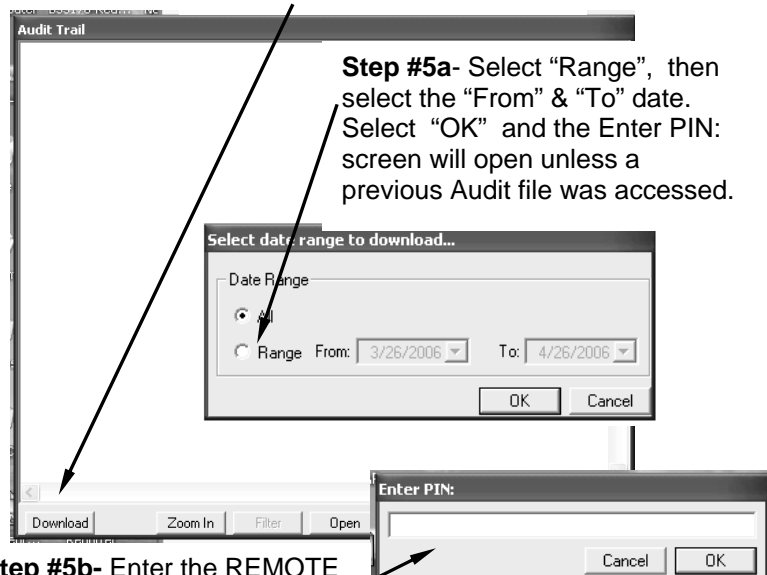 Audit Trail
Step #5a- Select “Range”, then
select the “From” & “To” date.
Select “OK” and the Enter PIN:
screen will open unless a
previous Audit file was accessed.
Select date range to download...
Date Range
All
Range From: 3/26/2006 To: 4/26/2006
OK Cancel
Download Zoom In Filter Open
Enter PIN:
Cancel OK
tep #5b- Enter the REMOTE